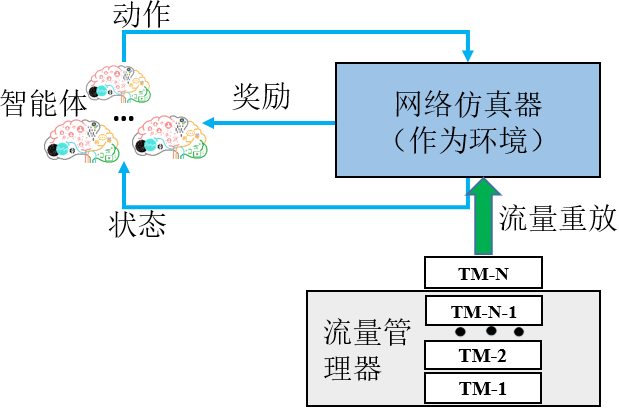 动作
智能体
...
奖励
网络仿真器
(作为环境)
状态
流量重放
TM-N
TM-N-1
• • •
流量管
理器
TM-2
TM-1